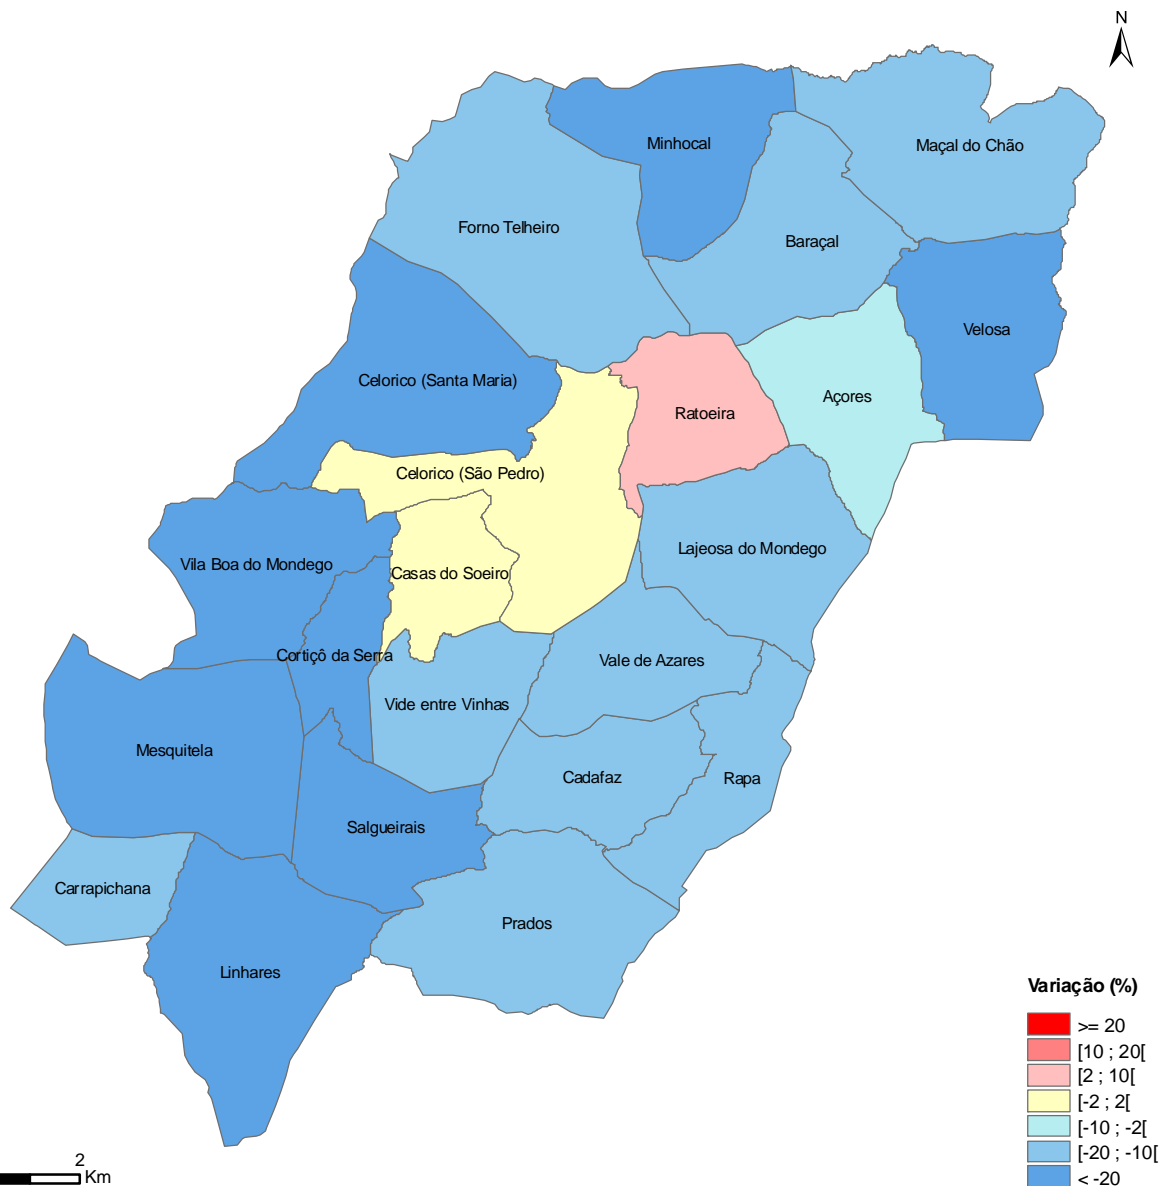 N
Minhocal
Maçal do Chão
Forno Telheiro
Baraçal
Velosa
Celorico (Santa Maria)
Açores
Ratoeira
Celorico (São Pedro)
Lajeosa do Mondego
Vila Boa do Mondego
Casas do Soeiro
Cortiçô da Serra
Vale de Azares
Vide entre Vinhas
Mesquitela
Cadafaz
Rapa
Salgueirais
Carrapichana
Prados
Linhares
Variação (%)
>= 20
[10 ; 20[
[2 ; 10[
[-2 ; 2[
[-10 ; -2[
[-20 ; -10[
< -20
2
Km